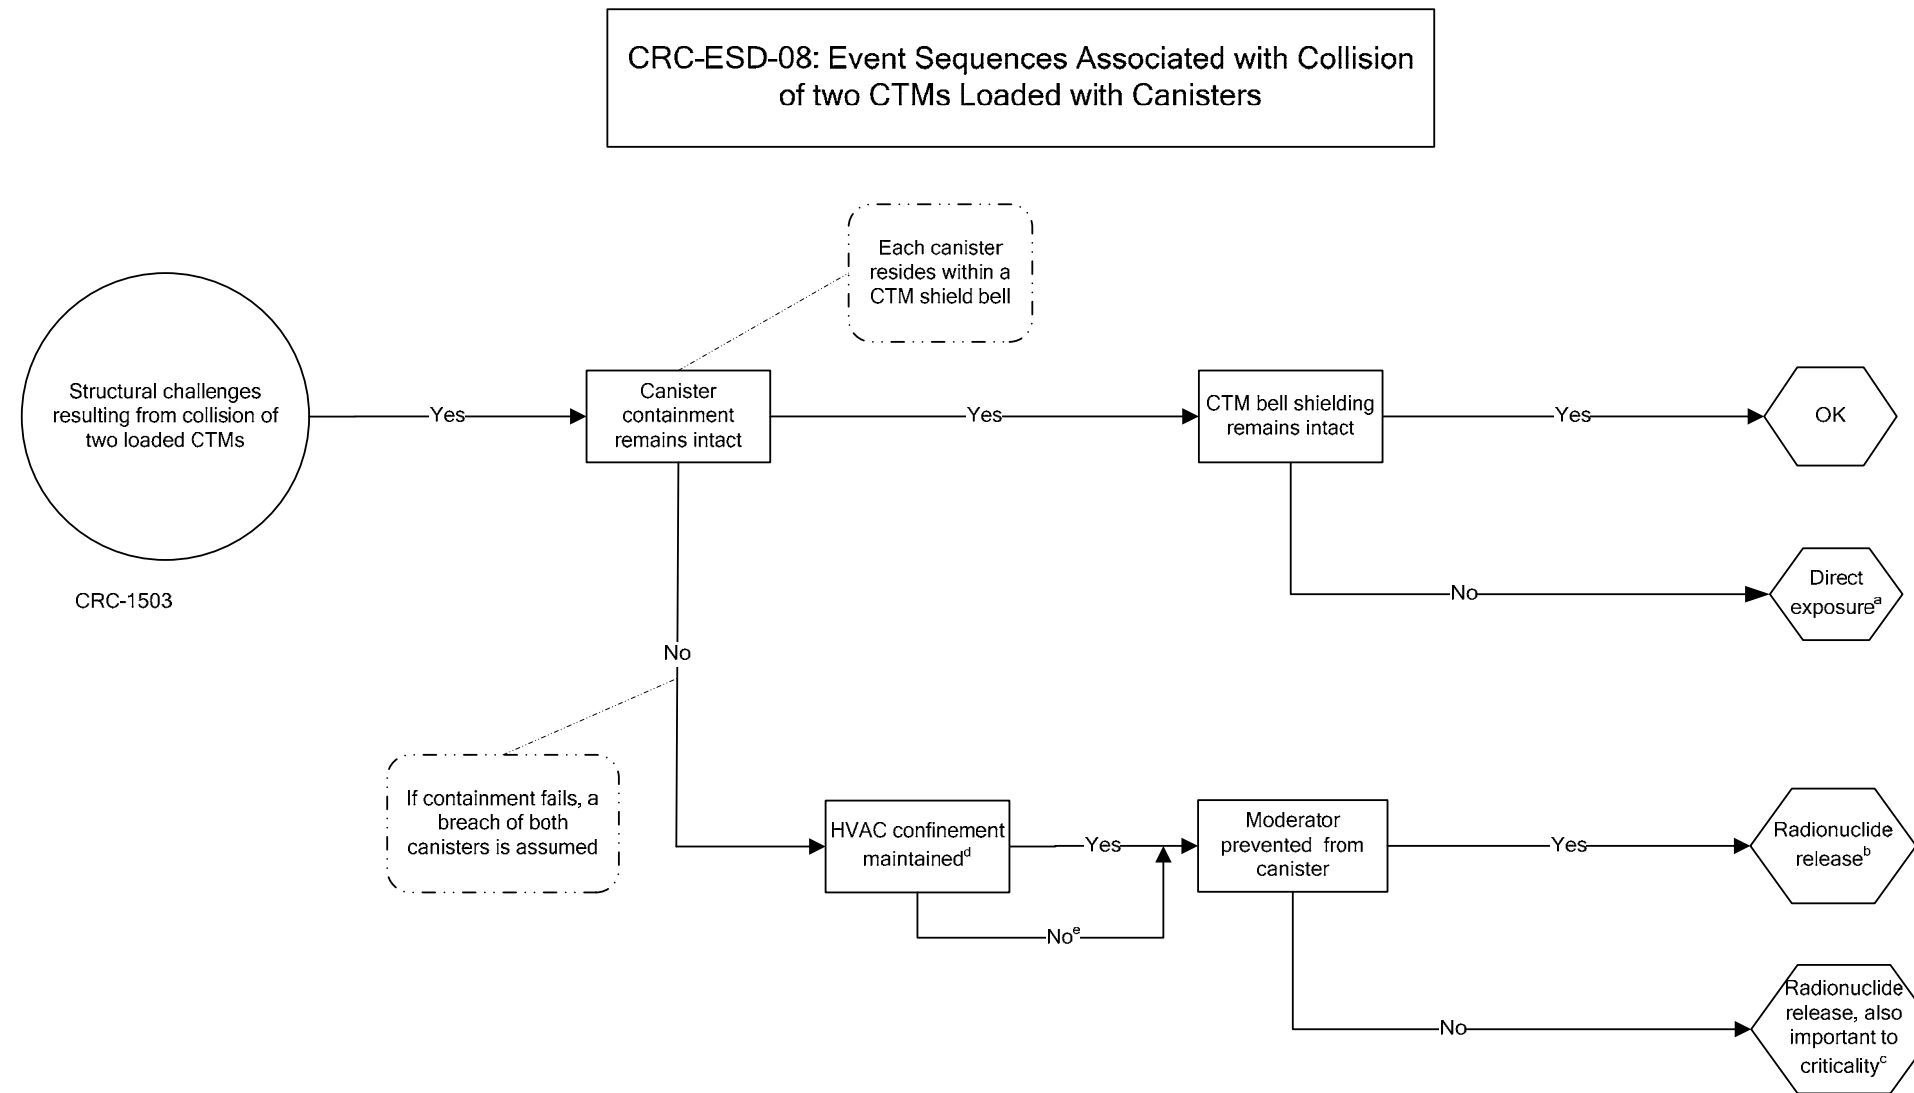 CRC-ESD-08: Event Sequences Associated with Collision
of two CTMs Loaded with Canisters
Each canister
resides within a
CTM shield bell
Structural challenges
resulting from collision of
two loaded CTMs
Yes
Canister
containment
remains intact
Yes
CTM bell shielding
remains intact
Yes
OK
CRC-1503
No
Direct
exposureᵃ
No
If containment fails, a
breach of both
canisters is assumed
HVAC confinement
maintainedᵈ
Yes
Noᵉ
Moderator
prevented from
canister
Yes
Radionuclide
releaseᵇ
No
Radionuclide
release, also
important to
criticalityᶜ